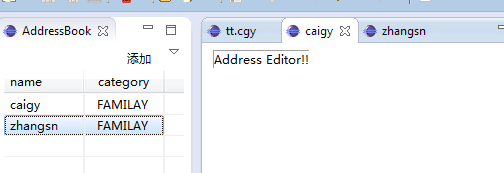 AddressBook
添加
name category
caigy FAMILAY
zhangsn FAMILAY
tt.cgy caigy zhangsn
Address Editor!!